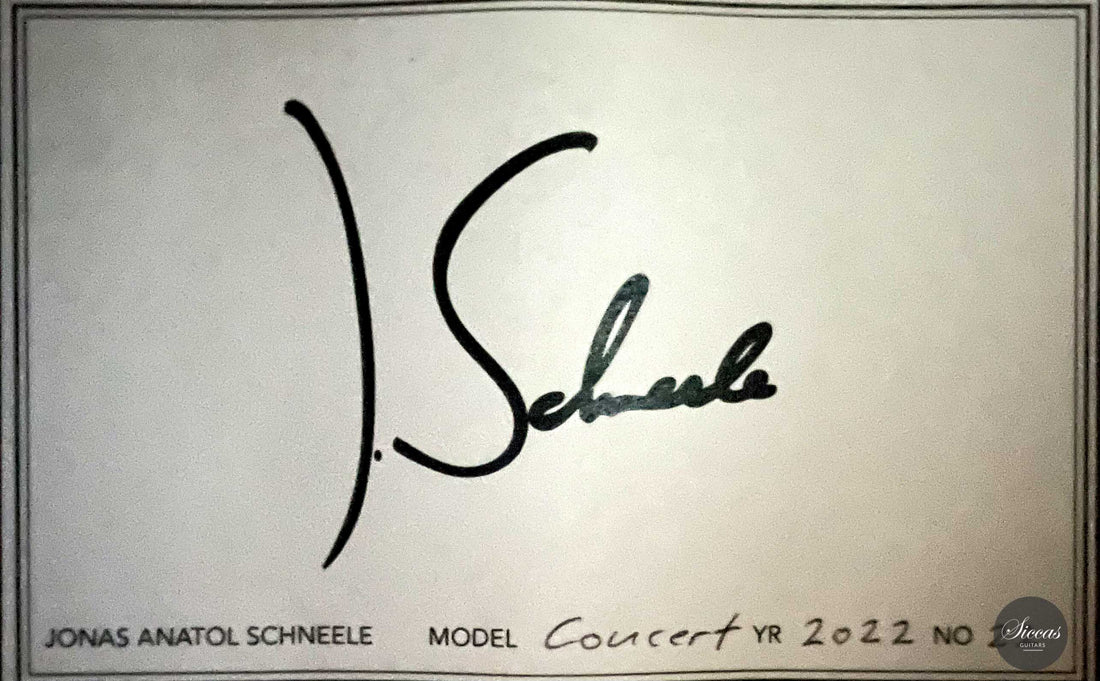 J. Schneele
JONAS ANATOL SCHNEELE MODEL Concert YR 2022 NO
Siccas
GUITARS